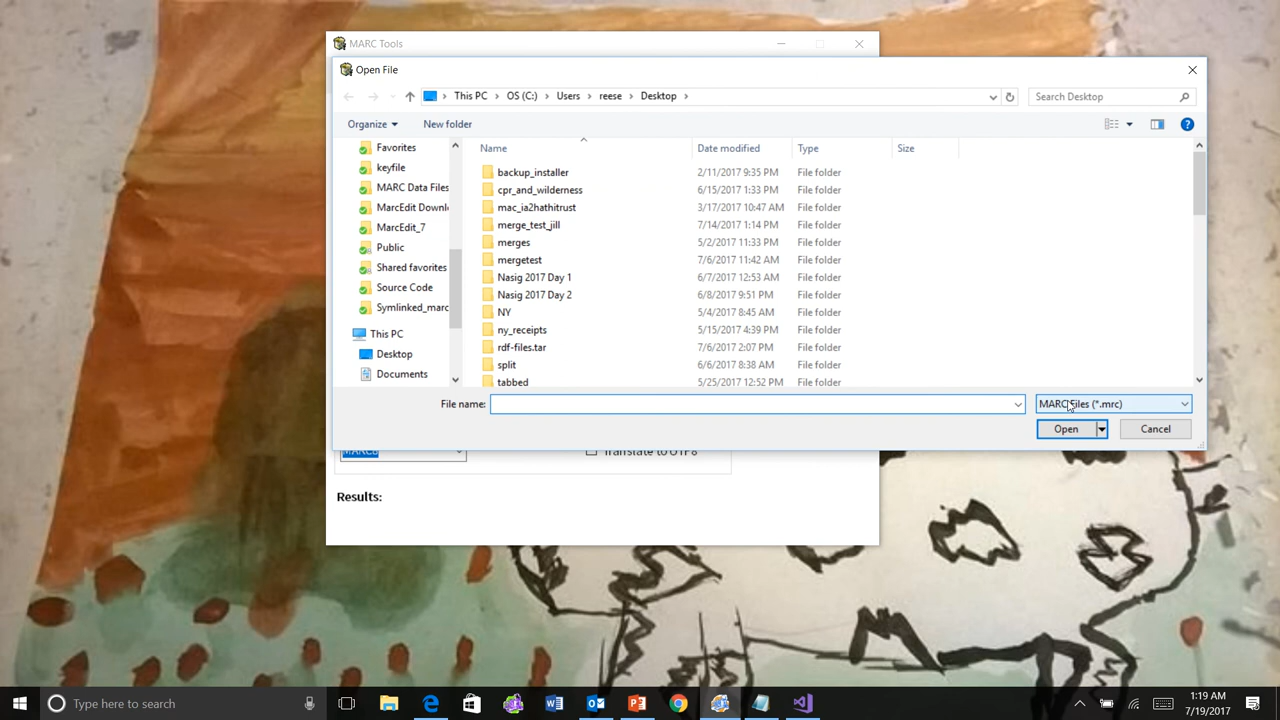 MARC Tools
Open File
This PC > OS (C:) > Users > reese > Desktop >
Search Desktop
Organize
New folder
Name
Date modified
Type
Size
Favorites
keyfile
MARC Data Files
MarcEdit Downl
MarcEdit_7
Public
Shared favorites
Source Code
Symlinked_marc
This PC
Desktop
Documents
backup_installer 2/11/2017 9:35 PM File folder
cpr_and_wilderness 6/15/2017 1:33 PM File folder
mac_ia2hathitrust 3/17/2017 10:47 AM File folder
merge_test_jill 7/14/2017 1:14 PM File folder
merges 5/2/2017 11:33 PM File folder
mergetest 7/6/2017 11:42 AM File folder
Nasig 2017 Day 1 6/7/2017 12:53 AM File folder
Nasig 2017 Day 2 6/8/2017 9:51 PM File folder
NY 5/4/2017 8:45 AM File folder
ny_receipts 5/15/2017 4:39 PM File folder
rdf-files.tar 7/6/2017 2:07 PM File folder
split 6/6/2017 8:38 AM File folder
tabbed 5/25/2017 12:52 PM File folder
File name:
MARC Files (*.mrc)
Open
Cancel
MARC8
Translate to UTF8
Results:
Type here to search
1:19 AM
7/19/2017